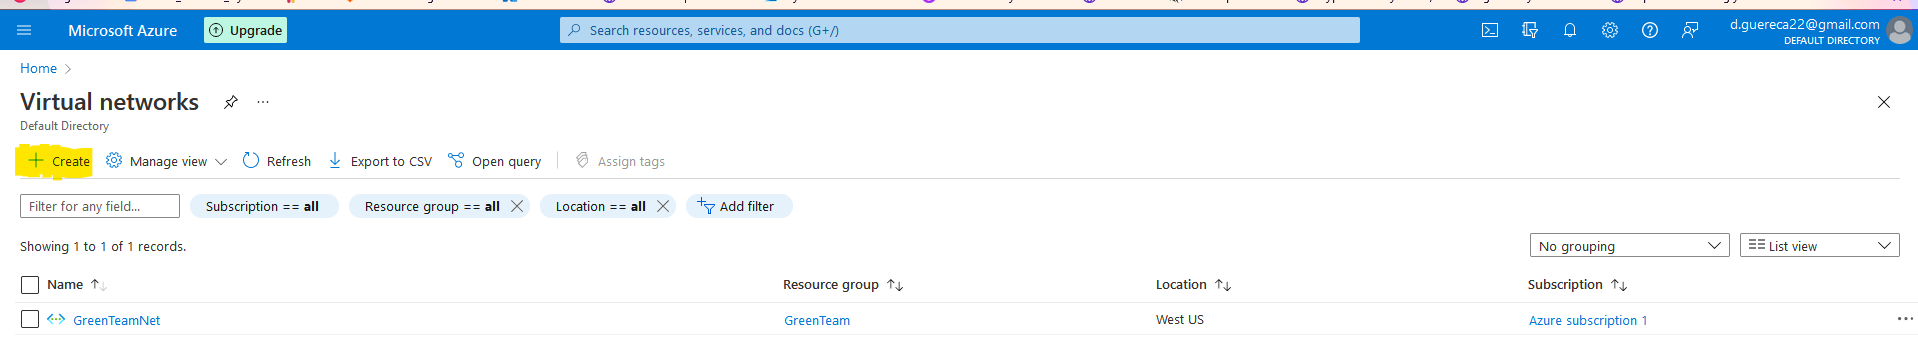 Microsoft Azure
Upgrade
Search resources, services, and docs (G+/)
d.guereca22@gmail.com
DEFAULT DIRECTORY
Home
Virtual networks
Default Directory
Create
Manage view
Refresh
Export to CSV
Open query
Assign tags
Filter for any field...
Subscription == all
Resource group == all
Location == all
Add filter
Showing 1 to 1 of 1 records.
No grouping
List view
Name
Resource group
Location
Subscription
GreenTeamNet
GreenTeam
West US
Azure subscription 1